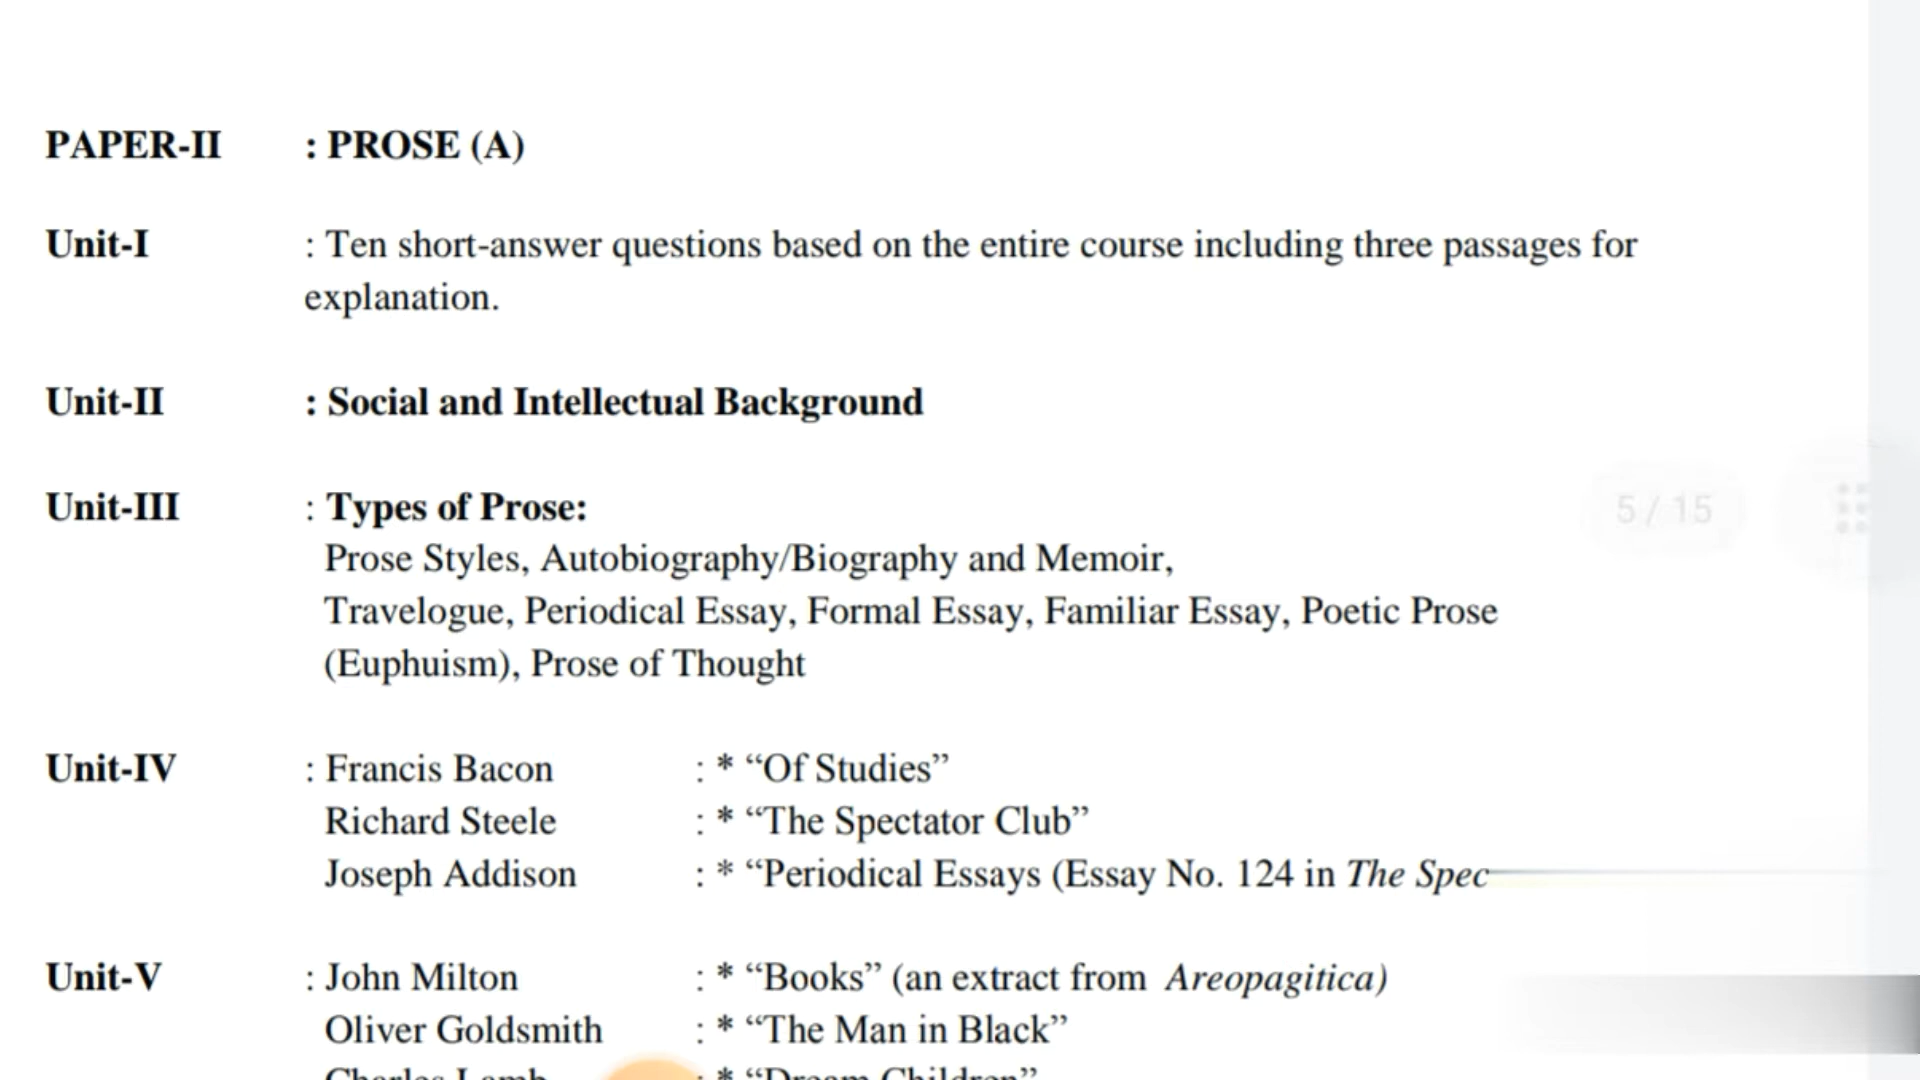 PAPER-II : PROSE (A)
Unit-I : Ten short-answer questions based on the entire course including three passages for
explanation.
Unit-II : Social and Intellectual Background
Unit-III : Types of Prose:
Prose Styles, Autobiography/Biography and Memoir,
5 / 15
Travelogue, Periodical Essay, Formal Essay, Familiar Essay, Poetic Prose
(Euphuism), Prose of Thought
Unit-IV : Francis Bacon : * “Of Studies”
Richard Steele : * “The Spectator Club”
Joseph Addison : * “Periodical Essays (Essay No. 124 in The Spec
Unit-V : John Milton : * “Books” (an extract from Areopagitica)
Oliver Goldsmith : * “The Man in Black”
Charles Lamb : * “Dream Children”